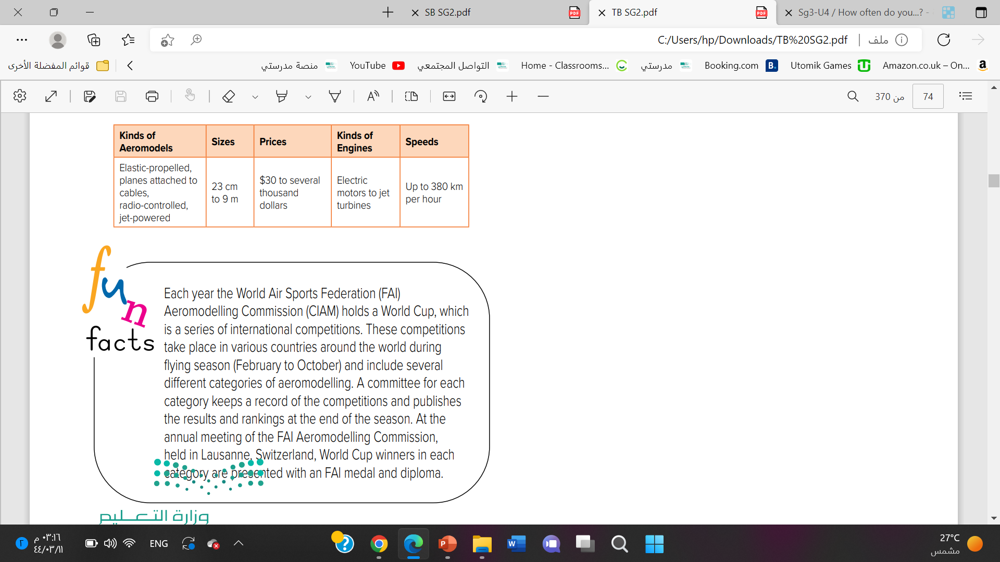 SB SG2.pdf
TB SG2.pdf
Sg3-U4 / How often do you...? -
C:/Users/hp/Downloads/TB%20SG2.pdf
ملف
قوائم المفضلة الأخرى
منصة مدرستي
YouTube
التواصل المجتمعي
Home - Classrooms...
مدرستي
Booking.com
Utomik Games
Amazon.co.uk – On...
74
من 370
Kinds of Aeromodels
Sizes
Prices
Kinds of Engines
Speeds
Elastic-propelled,
planes attached to
cables,
radio-controlled,
jet-powered
23 cm
to 9 m
$30 to several
thousand
dollars
Electric
motors to jet
turbines
Up to 380 km
per hour
fun
facts
Each year the World Air Sports Federation (FAI)
Aeromodelling Commission (CIAM) holds a World Cup, which
is a series of international competitions. These competitions
take place in various countries around the world during
flying season (February to October) and include several
different categories of aeromodelling. A committee for each
category keeps a record of the competitions and publishes
the results and rankings at the end of the season. At the
annual meeting of the FAI Aeromodelling Commission,
held in Lausanne, Switzerland, World Cup winners in each
category are presented with an FAI medal and diploma.
وزارة التعليم
٠٣:١٦ م
٤٤/٠٣/١١
٢
ENG
27°C
مشمس